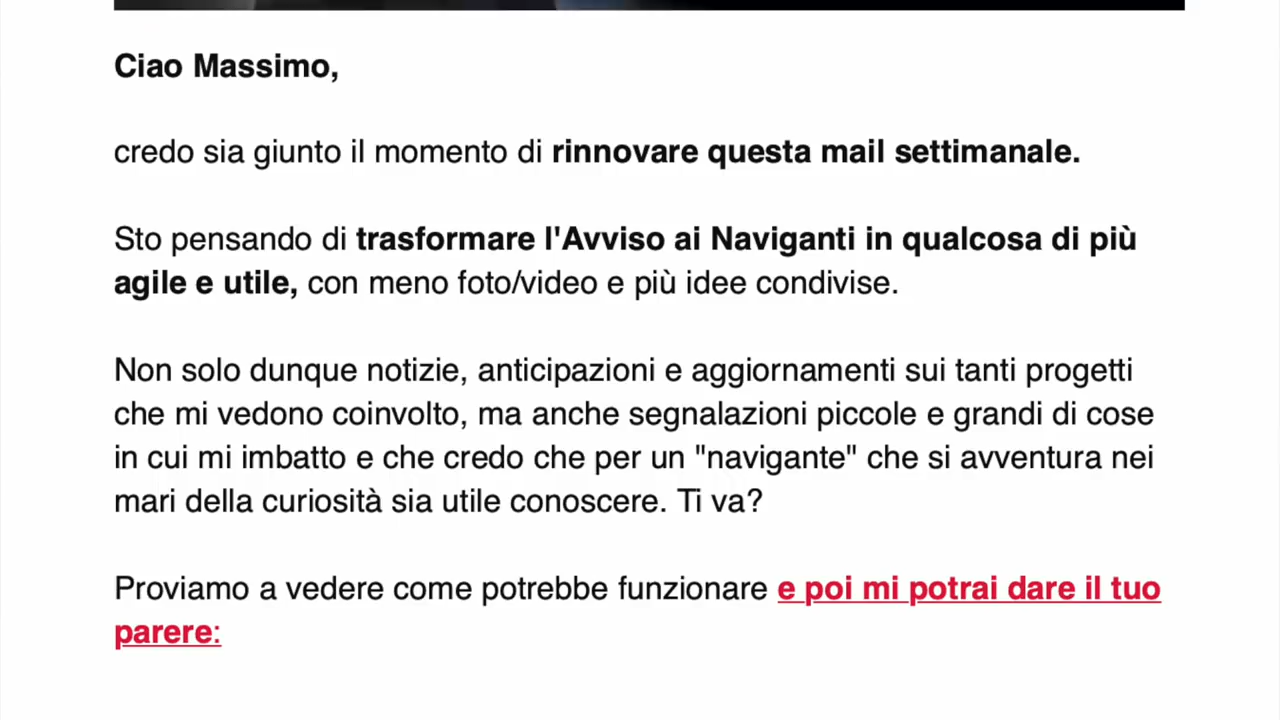 Ciao Massimo,
credo sia giunto il momento di rinnovare questa mail settimanale.
Sto pensando di trasformare l'Avviso ai Naviganti in qualcosa di più
agile e utile, con meno foto/video e più idee condivise.
Non solo dunque notizie, anticipazioni e aggiornamenti sui tanti progetti
che mi vedono coinvolto, ma anche segnalazioni piccole e grandi di cose
in cui mi imbatto e che credo che per un "navigante" che si avventura nei
mari della curiosità sia utile conoscere. Ti va?
Proviamo a vedere come potrebbe funzionare e poi mi potrai dare il tuo
parere: